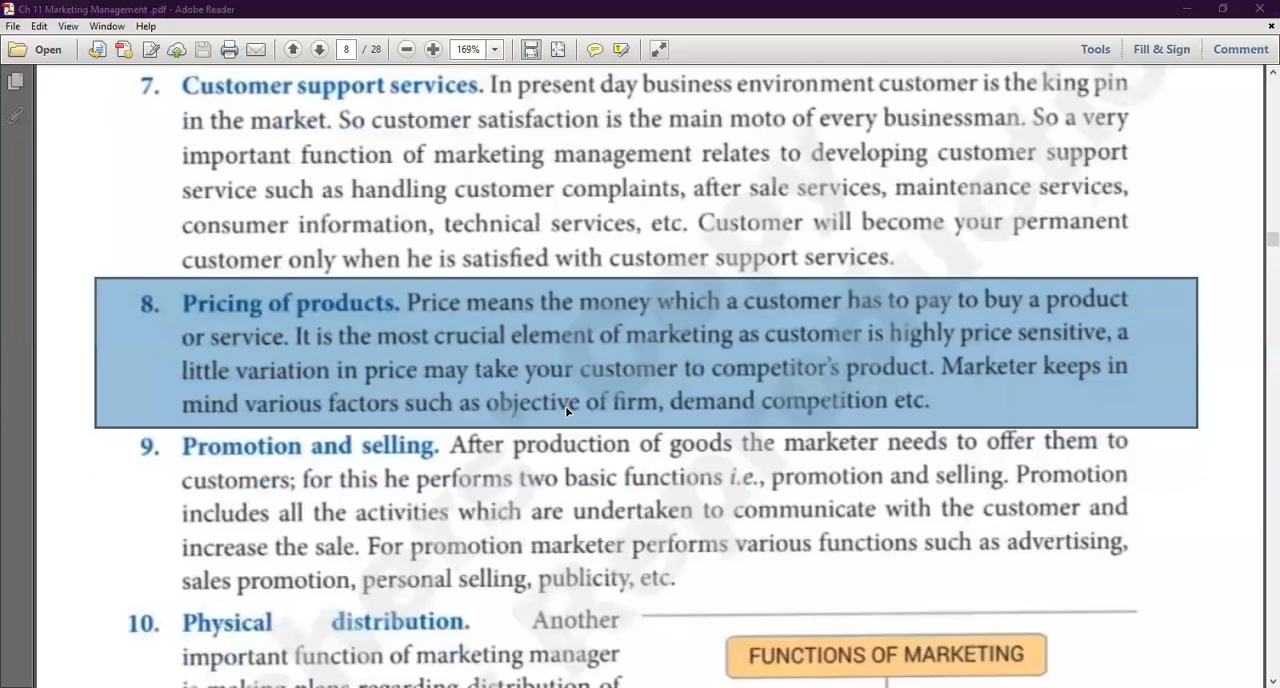 Ch 11 Marketing Management .pdf - Adobe Reader
File Edit View Window Help
Open 8 / 28 169% Tools Fill & Sign Comment
7. Customer support services. In present day business environment customer is the king pin
in the market. So customer satisfaction is the main moto of every businessman. So a very
important function of marketing management relates to developing customer support
service such as handling customer complaints, after sale services, maintenance services,
consumer information, technical services, etc. Customer will become your permanent
customer only when he is satisfied with customer support services.
8. Pricing of products. Price means the money which a customer has to pay to buy a product
or service. It is the most crucial element of marketing as customer is highly price sensitive, a
little variation in price may take your customer to competitor's product. Marketer keeps in
mind various factors such as objective of firm, demand competition etc.
9. Promotion and selling. After production of goods the marketer needs to offer them to
customers; for this he performs two basic functions i.e., promotion and selling. Promotion
includes all the activities which are undertaken to communicate with the customer and
increase the sale. For promotion marketer performs various functions such as advertising,
sales promotion, personal selling, publicity, etc.
10. Physical distribution. Another
important function of marketing manager
is making plans regarding distribution of
FUNCTIONS OF MARKETING